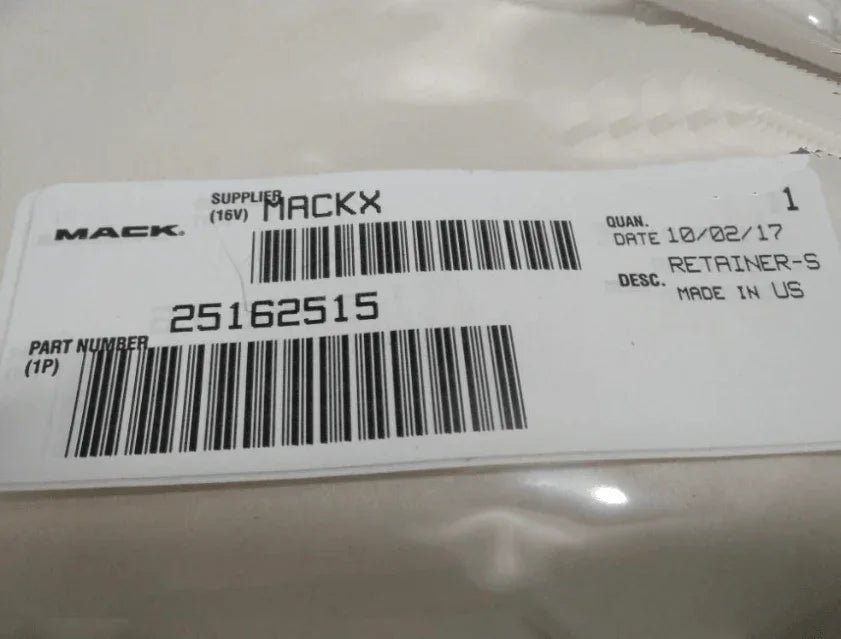 MACK®
SUPPLIER MACKX
(16V)
QUAN. 1
DATE 10/02/17
DESC. RETAINER-S
MADE IN US
25162515
PART NUMBER
(1P)